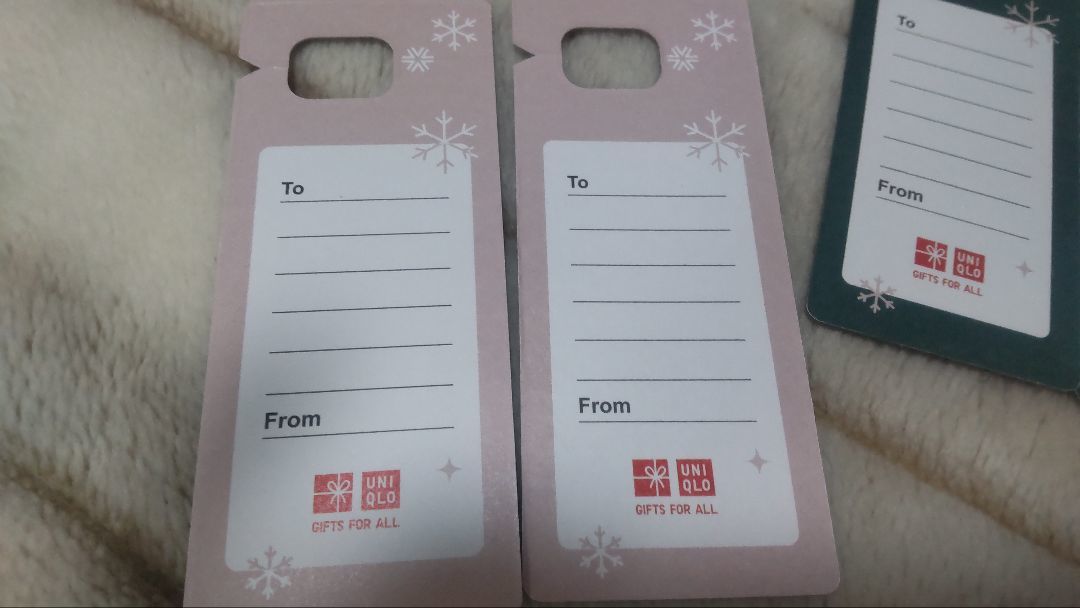 To
From
UNI
QLO
GIFTS FOR ALL
To
From
UNI
QLO
GIFTS FOR ALL
To
From
UNI
QLO
GIFTS FOR ALL